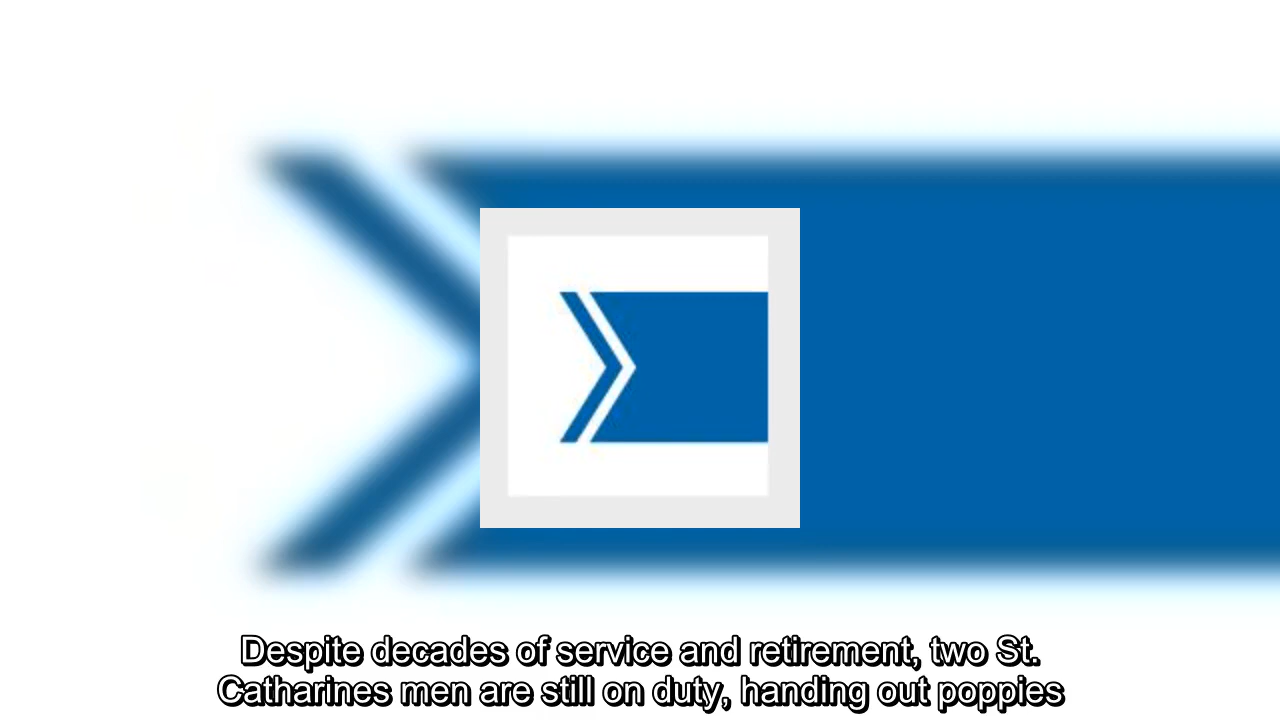 Despite decades of service and retirement, two St.
Catharines men are still on duty, handing out poppies